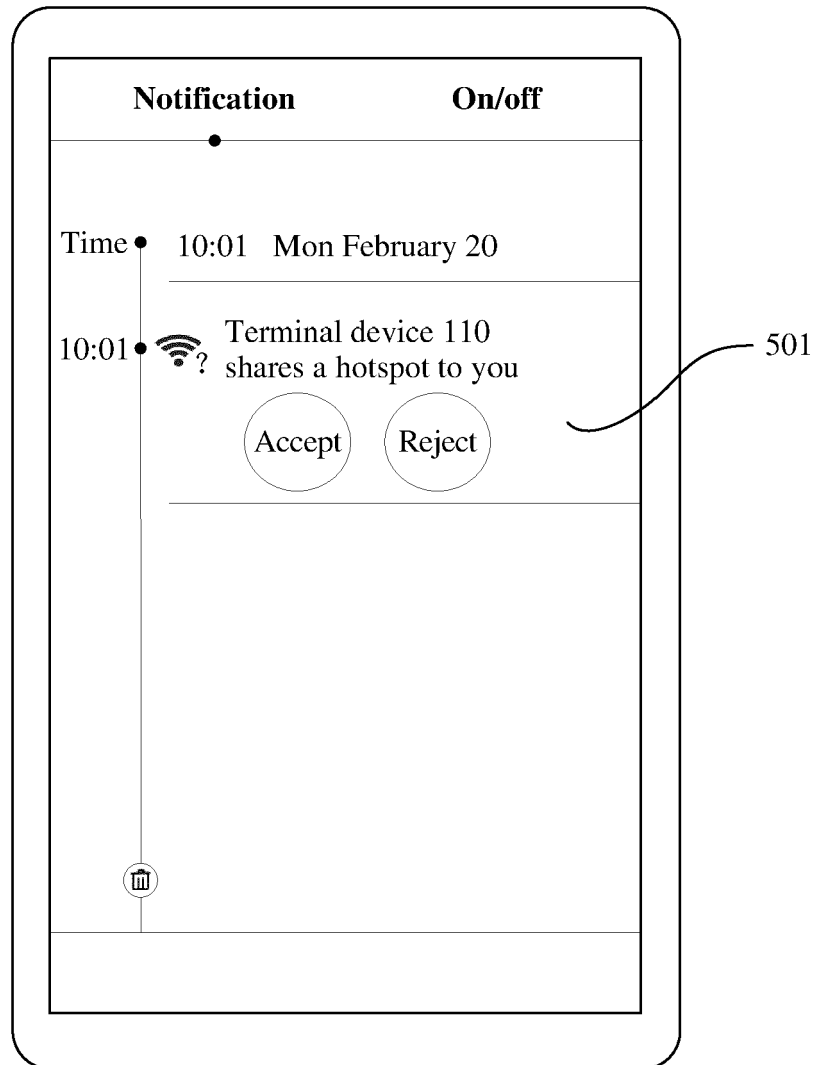 Notification On/off
Time 10:01 Mon February 20
10:01 ? Terminal device 110
shares a hotspot to you
Accept Reject
501